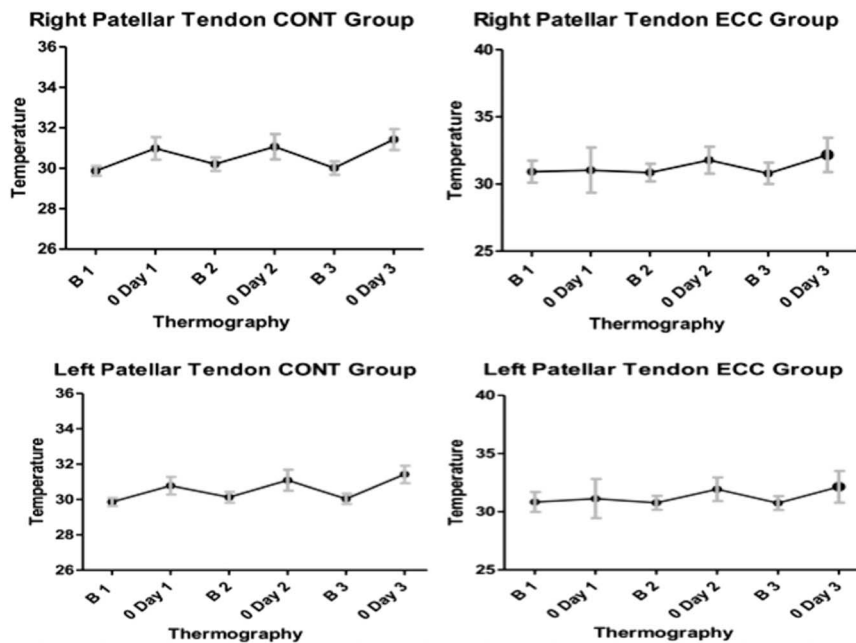 Right Patellar Tendon CONT Group
36
34
32
30
28
26
Temperature
B 1
0 Day 1
B 2
0 Day 2
B 3
0 Day 3
Thermography
Right Patellar Tendon ECC Group
40
35
30
25
Temperature
B 1
0 Day 1
B 2
0 Day 2
B 3
0 Day 3
Thermography
Left Patellar Tendon CONT Group
36
34
32
30
28
26
Temperature
B 1
0 Day 1
B 2
0 Day 2
B 3
0 Day 3
Thermography
Left Patellar Tendon ECC Group
40
35
30
25
Temperature
B 1
0 Day 1
B 2
0 Day 2
B 3
0 Day 3
Thermography